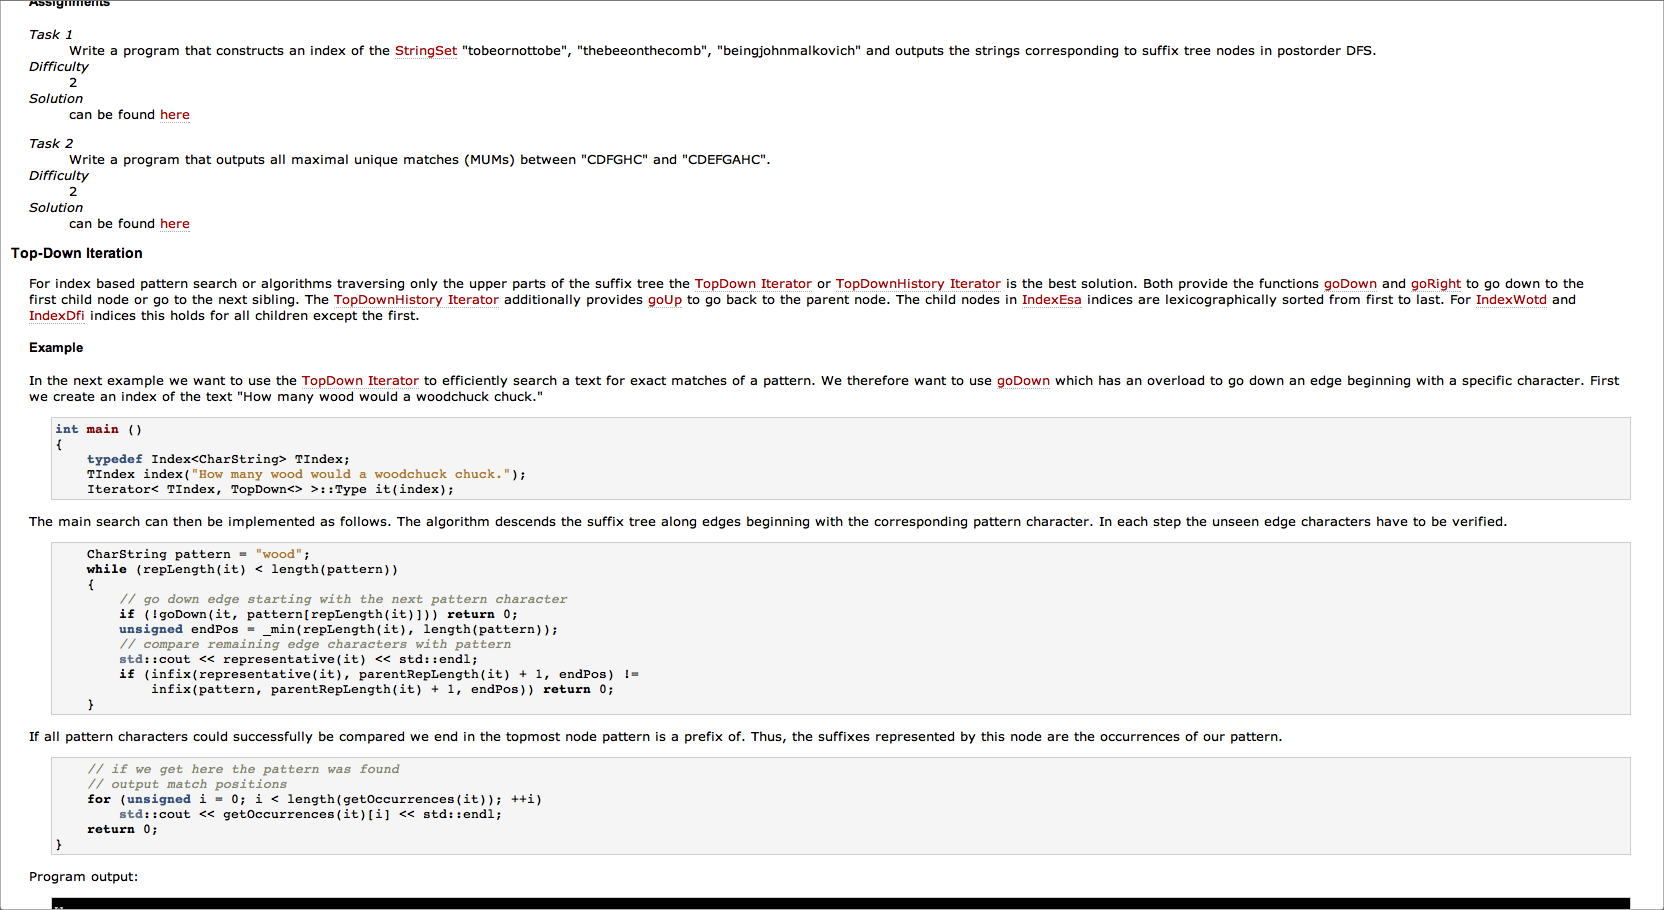 Assignments
Task 1
Write a program that constructs an index of the StringSet "tobeornottobe", "thebeeonthecomb", "beingjohnmalkovich" and outputs the strings corresponding to suffix tree nodes in postorder DFS.
Difficulty
2
Solution
can be found here
Task 2
Write a program that outputs all maximal unique matches (MUMs) between "CDFGHC" and "CDEFGAHC".
Difficulty
2
Solution
can be found here
Top-Down Iteration
For index based pattern search or algorithms traversing only the upper parts of the suffix tree the TopDown Iterator or TopDownHistory Iterator is the best solution. Both provide the functions goDown and goRight to go down to the
first child node or go to the next sibling. The TopDownHistory Iterator additionally provides goUp to go back to the parent node. The child nodes in IndexEsa indices are lexicographically sorted from first to last. For IndexWotd and
IndexDfi indices this holds for all children except the first.
Example
In the next example we want to use the TopDown Iterator to efficiently search a text for exact matches of a pattern. We therefore want to use goDown which has an overload to go down an edge beginning with a specific character. First
we create an index of the text "How many wood would a woodchuck chuck."
int main ()
{
    typedef Index<CharString> TIndex;
    TIndex index("How many wood would a woodchuck chuck.");
    Iterator< TIndex, TopDown<> >::Type it(index);
The main search can then be implemented as follows. The algorithm descends the suffix tree along edges beginning with the corresponding pattern character. In each step the unseen edge characters have to be verified.
    CharString pattern = "wood";
    while (repLength(it) < length(pattern))
    {
        // go down edge starting with the next pattern character
        if (!goDown(it, pattern[repLength(it)])) return 0;
        unsigned endPos = _min(repLength(it), length(pattern));
        // compare remaining edge characters with pattern
        std::cout << representative(it) << std::endl;
        if (infix(representative(it), parentRepLength(it) + 1, endPos) !=
            infix(pattern, parentRepLength(it) + 1, endPos)) return 0;
    }
If all pattern characters could successfully be compared we end in the topmost node pattern is a prefix of. Thus, the suffixes represented by this node are the occurrences of our pattern.
    // if we get here the pattern was found
    // output match positions
    for (unsigned i = 0; i < length(getOccurrences(it)); ++i)
        std::cout << getOccurrences(it)[i] << std::endl;
    return 0;
}
Program output: